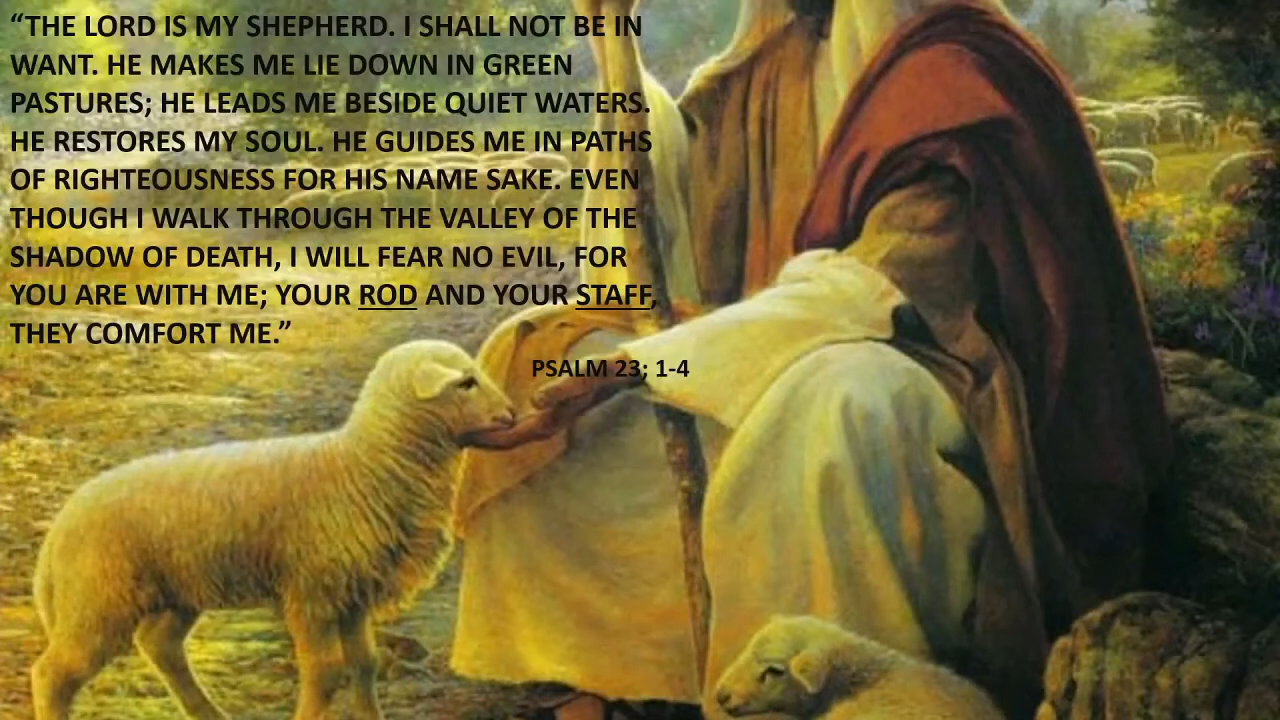 “THE LORD IS MY SHEPHERD. I SHALL NOT BE IN
WANT. HE MAKES ME LIE DOWN IN GREEN
PASTURES; HE LEADS ME BESIDE QUIET WATERS.
HE RESTORES MY SOUL. HE GUIDES ME IN PATHS
OF RIGHTEOUSNESS FOR HIS NAME SAKE. EVEN
THOUGH I WALK THROUGH THE VALLEY OF THE
SHADOW OF DEATH, I WILL FEAR NO EVIL, FOR
YOU ARE WITH ME; YOUR ROD AND YOUR STAFF,
THEY COMFORT ME.”
PSALM 23; 1-4